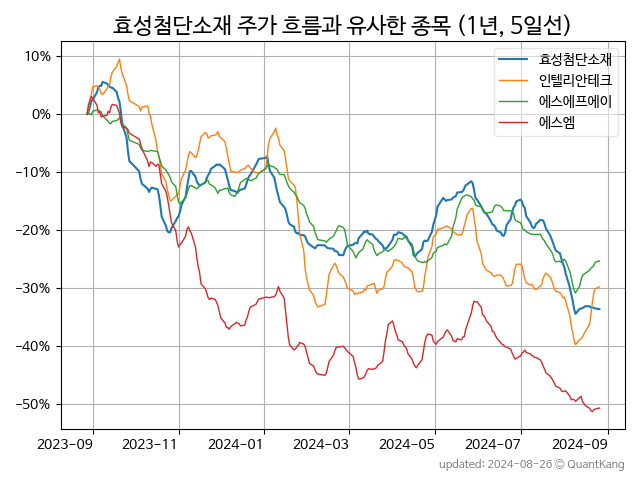 효성첨단소재 주가 흐름과 유사한 종목 (1년, 5일선)
효성첨단소재
인텔리안테크
에스에프에이
에스엠
10%
0%
−10%
−20%
−30%
−40%
−50%
2023-09 2023-11 2024-01 2024-03 2024-05 2024-07 2024-09
updated: 2024-08-26 © QuantKang